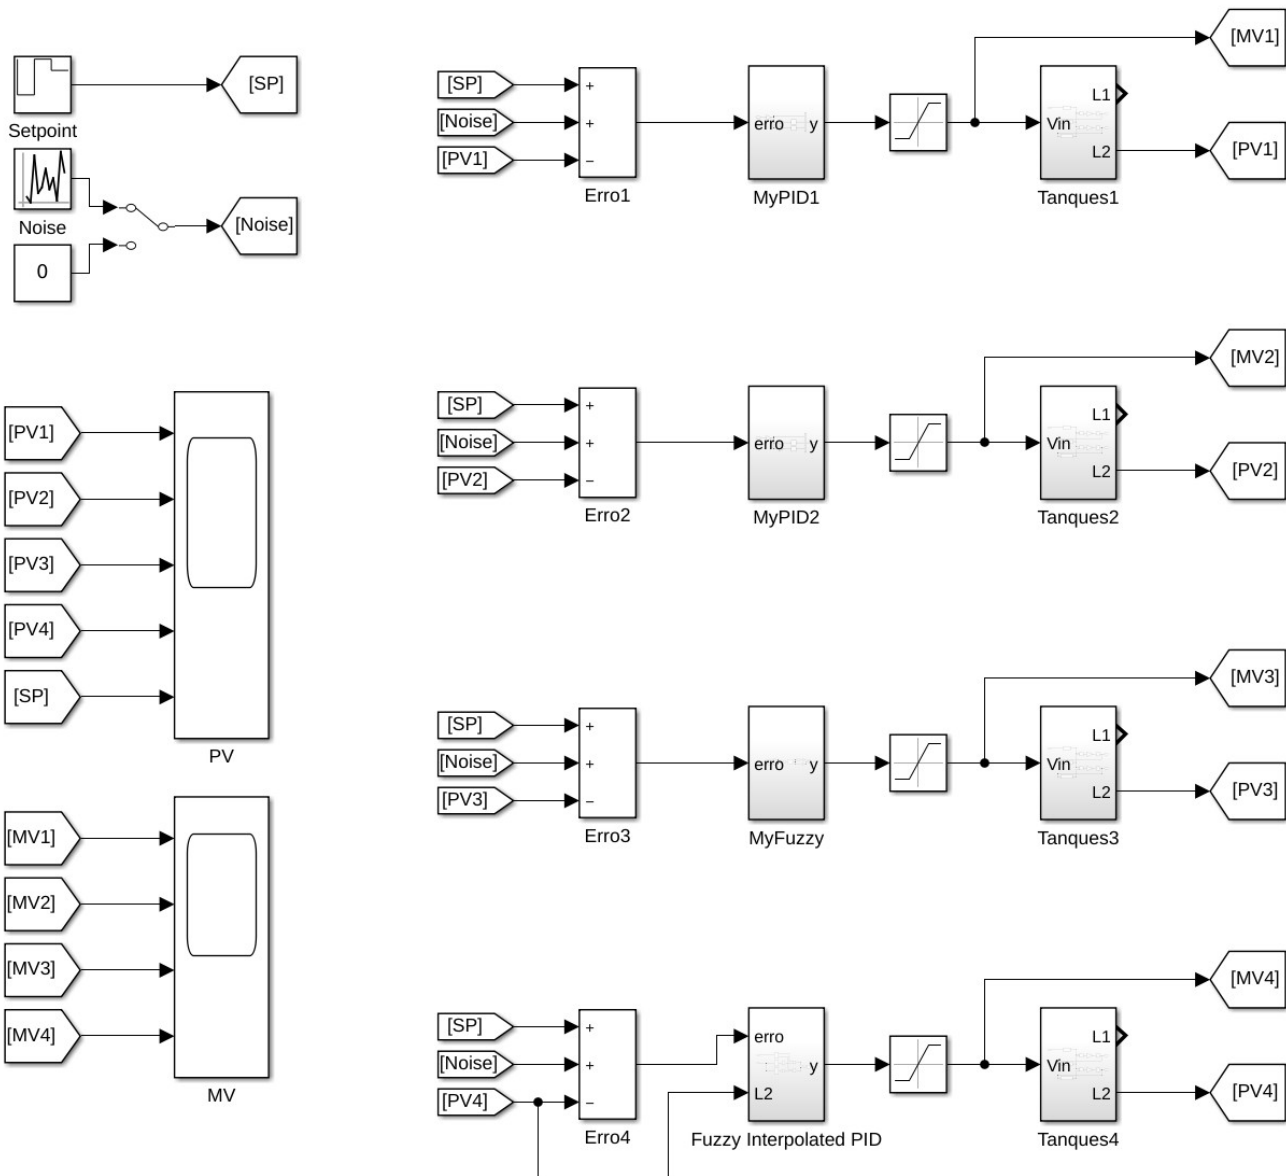 [SP]
Setpoint
Noise
[Noise]
0
[PV1]
[PV2]
[PV3]
[PV4]
[SP]
PV
[MV1]
[MV2]
[MV3]
[MV4]
MV
[SP]
[Noise]
[PV1]
+
+
−
Erro1
erro
y
MyPID1
Vin
L1
L2
Tanques1
[MV1]
[PV1]
[SP]
[Noise]
[PV2]
+
+
−
Erro2
erro
y
MyPID2
Vin
L1
L2
Tanques2
[MV2]
[PV2]
[SP]
[Noise]
[PV3]
+
+
−
Erro3
erro
y
MyFuzzy
Vin
L1
L2
Tanques3
[MV3]
[PV3]
[SP]
[Noise]
[PV4]
+
+
−
Erro4
erro
L2
y
Fuzzy Interpolated PID
Vin
L1
L2
Tanques4
[MV4]
[PV4]